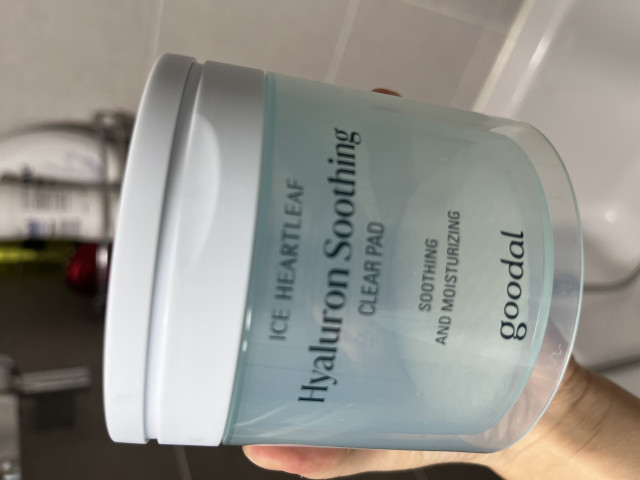 ICE HEARTLEAF
Hyaluron Soothing
CLEAR PAD
SOOTHING
AND MOISTURIZING
goodal